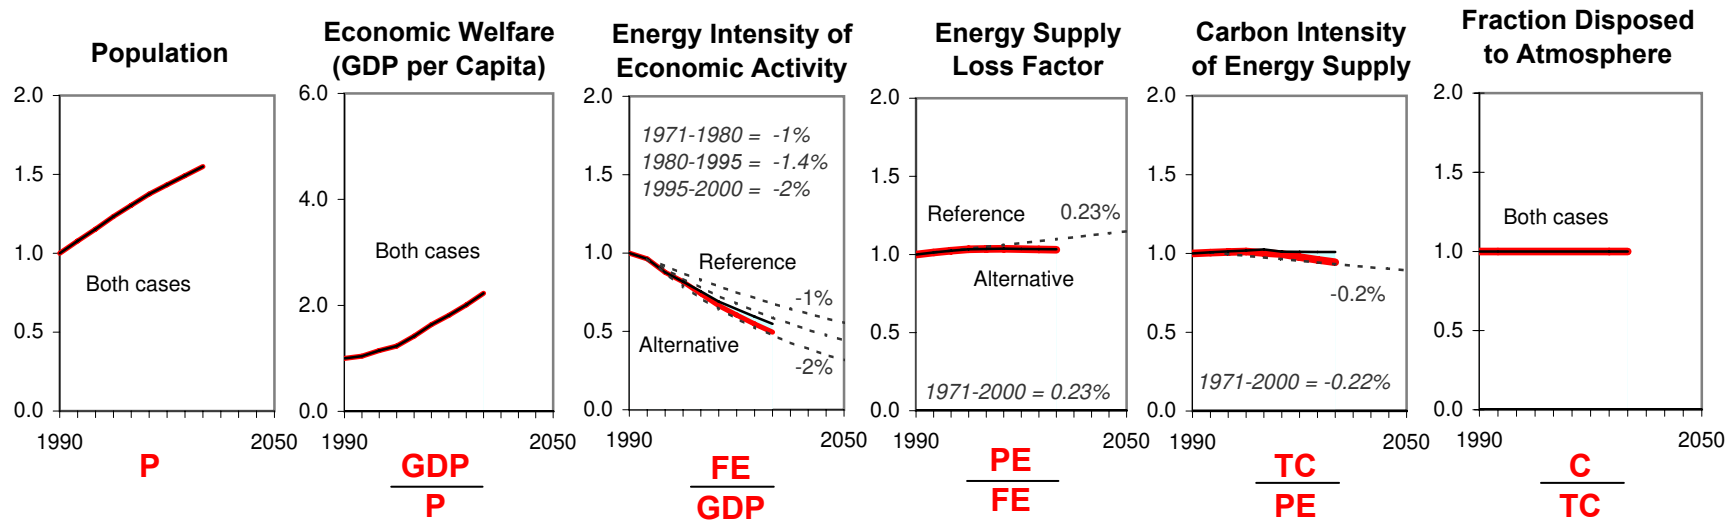 Population
2.0
1.5
1.0
0.5
0.0
Both cases
1990
2050
P
Economic Welfare
(GDP per Capita)
6.0
4.0
2.0
0.0
Both cases
1990
2050
GDP
P
Energy Intensity of
Economic Activity
2.0
1.5
1.0
0.5
0.0
1971-1980 = -1%
1980-1995 = -1.4%
1995-2000 = -2%
Reference
-1%
Alternative
-2%
1990
2050
FE
GDP
Energy Supply
Loss Factor
2.0
1.5
1.0
0.5
0.0
Reference
0.23%
Alternative
1971-2000 = 0.23%
1990
2050
PE
FE
Carbon Intensity
of Energy Supply
2.0
1.5
1.0
0.5
0.0
-0.2%
1971-2000 = -0.22%
1990
2050
TC
PE
Fraction Disposed
to Atmosphere
2.0
1.5
1.0
0.5
0.0
Both cases
1990
2050
C
TC